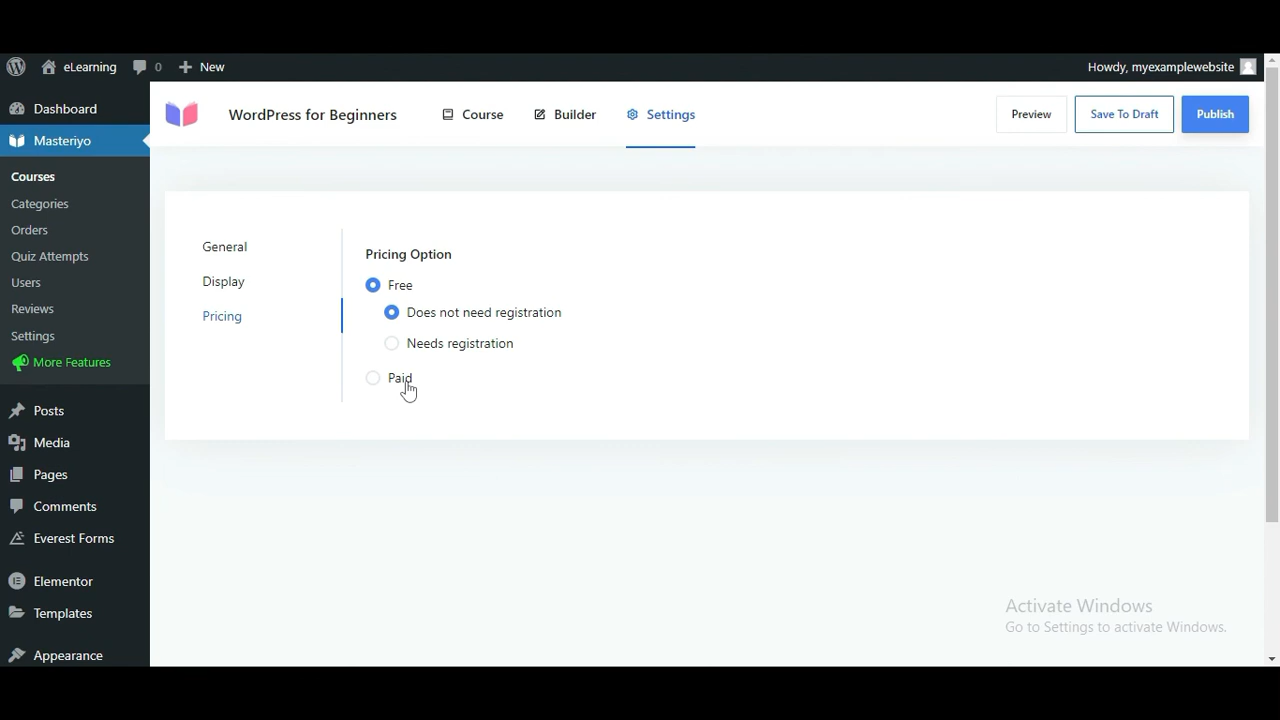 eLearning
0
New
Howdy, myexamplewebsite
Dashboard
Masteriyo
Courses
Categories
Orders
Quiz Attempts
Users
Reviews
Settings
More Features
Posts
Media
Pages
Comments
Everest Forms
Elementor
Templates
Appearance
WordPress for Beginners
Course
Builder
Settings
Preview
Save To Draft
Publish
General
Display
Pricing
Pricing Option
Free
Does not need registration
Needs registration
Paid
Activate Windows
Go to Settings to activate Windows.